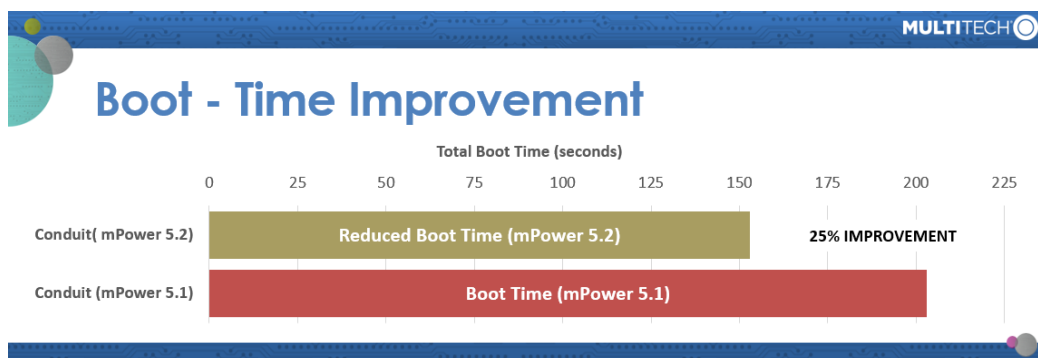 MULTITECH
Boot - Time Improvement
Total Boot Time (seconds)
0 25 50 75 100 125 150 175 200 225
Conduit( mPower 5.2) Reduced Boot Time (mPower 5.2) 25% IMPROVEMENT
Conduit (mPower 5.1) Boot Time (mPower 5.1)